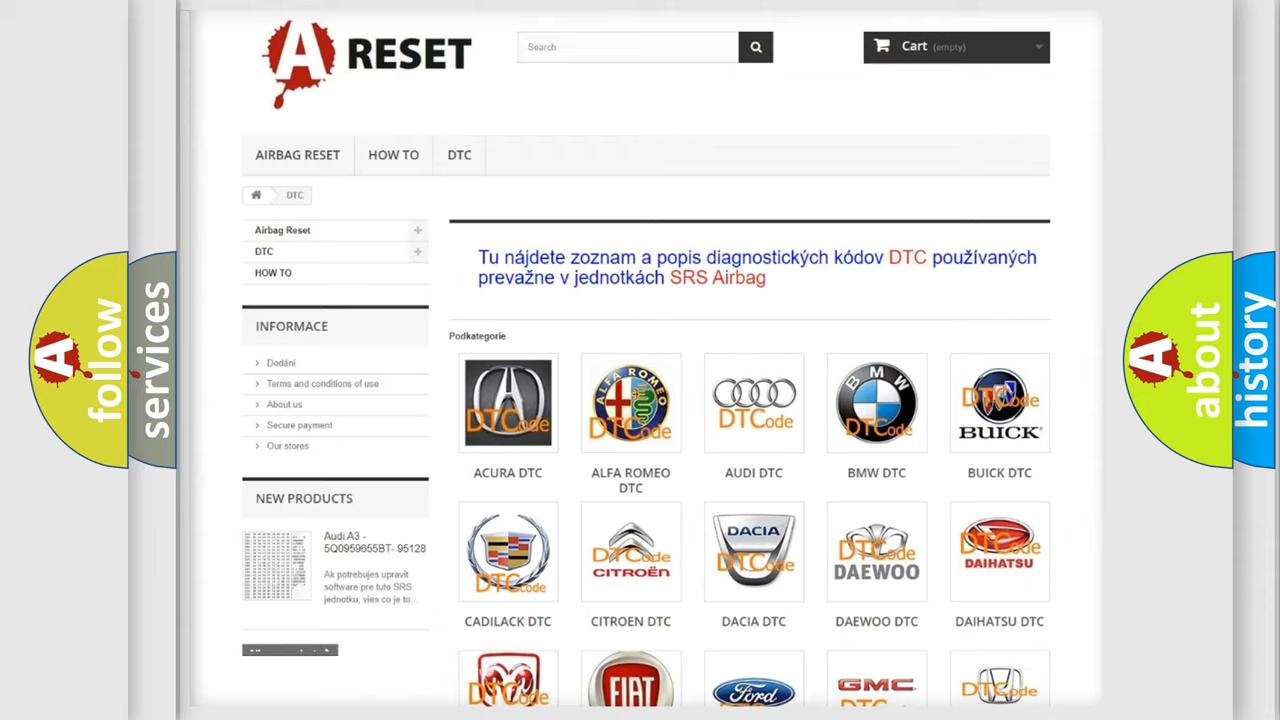 A RESET
Search
Cart (empty)
AIRBAG RESET
HOW TO
DTC
DTC
Airbag Reset
DTC
HOW TO
Tu nájdete zoznam a popis diagnostických kódov DTC používaných
prevažne v jednotkách SRS Airbag
INFORMACE
Dodání
Terms and conditions of use
About us
Secure payment
Our stores
NEW PRODUCTS
Audi A3 -
5Q0959655BT- 95128
Ak potrebujes upravit
software pre tuto SRS
jednotku, vies co je to...
Podkategorie
DTCode
ALFA ROMEO
DTCode
DTCode
BMW
DTCode
DTCode
BUICK
ACURA DTC
ALFA ROMEO
DTC
AUDI DTC
BMW DTC
BUICK DTC
DTCode
DTCode
CITROËN
DACIA
DTCode
DTCode
DAEWOO
DTCode
DAIHATSU
CADILACK DTC
CITROEN DTC
DACIA DTC
DAEWOO DTC
DAIHATSU DTC
DTCode
FIAT
Ford
GMC
DTCode
A follow
services
A about
history